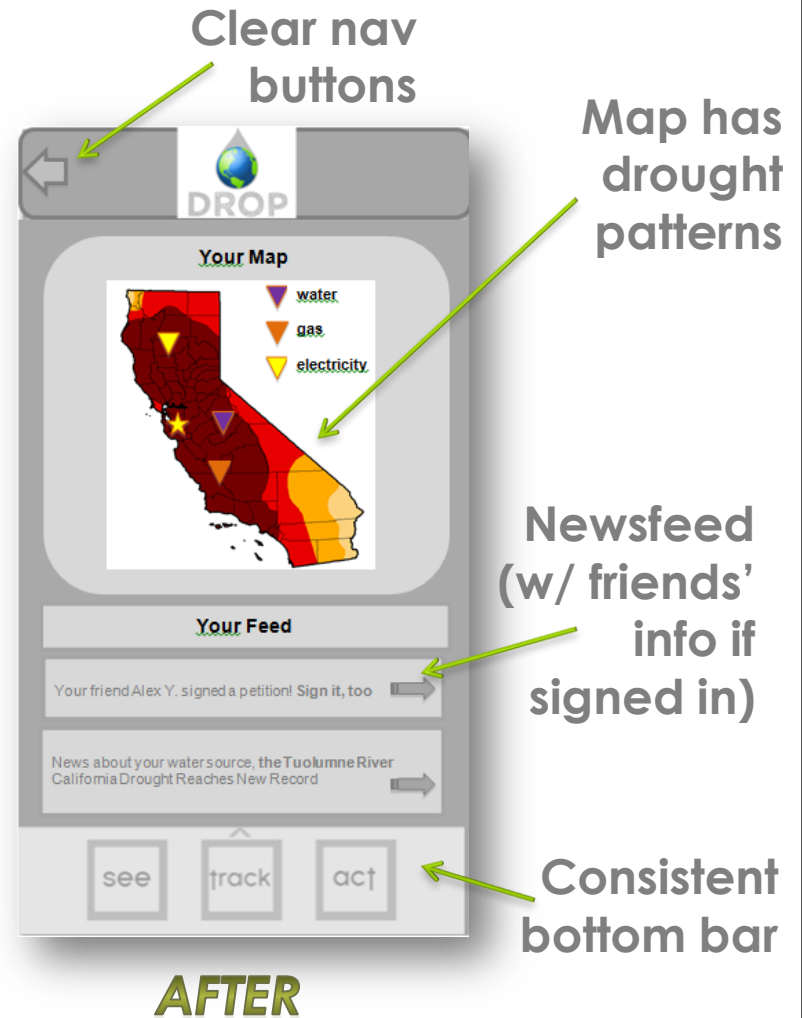 Clear nav
buttons
Map has
drought
patterns
DROP
Your Map
water
gas
electricity
Newsfeed
(w/ friends’
info if
signed in)
Your Feed
Your friend Alex Y. signed a petition! Sign it, too
News about your water source, the Tuolumne River
California Drought Reaches New Record
see
track
act
Consistent
bottom bar
AFTER